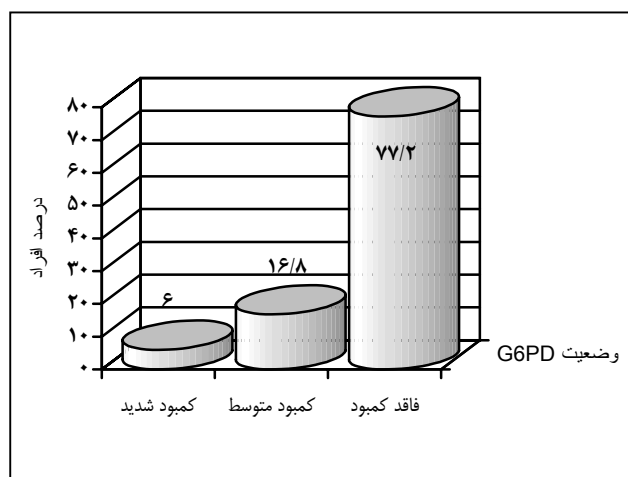 ۸۰
۷۰
۶۰
۵۰
۴۰
۳۰
۲۰
۱۰
۰
درصد افراد
۶
۱۶/۸
۷۷/۲
کمبود شدید
کمبود متوسط
فاقد کمبود
وضعیت G6PD